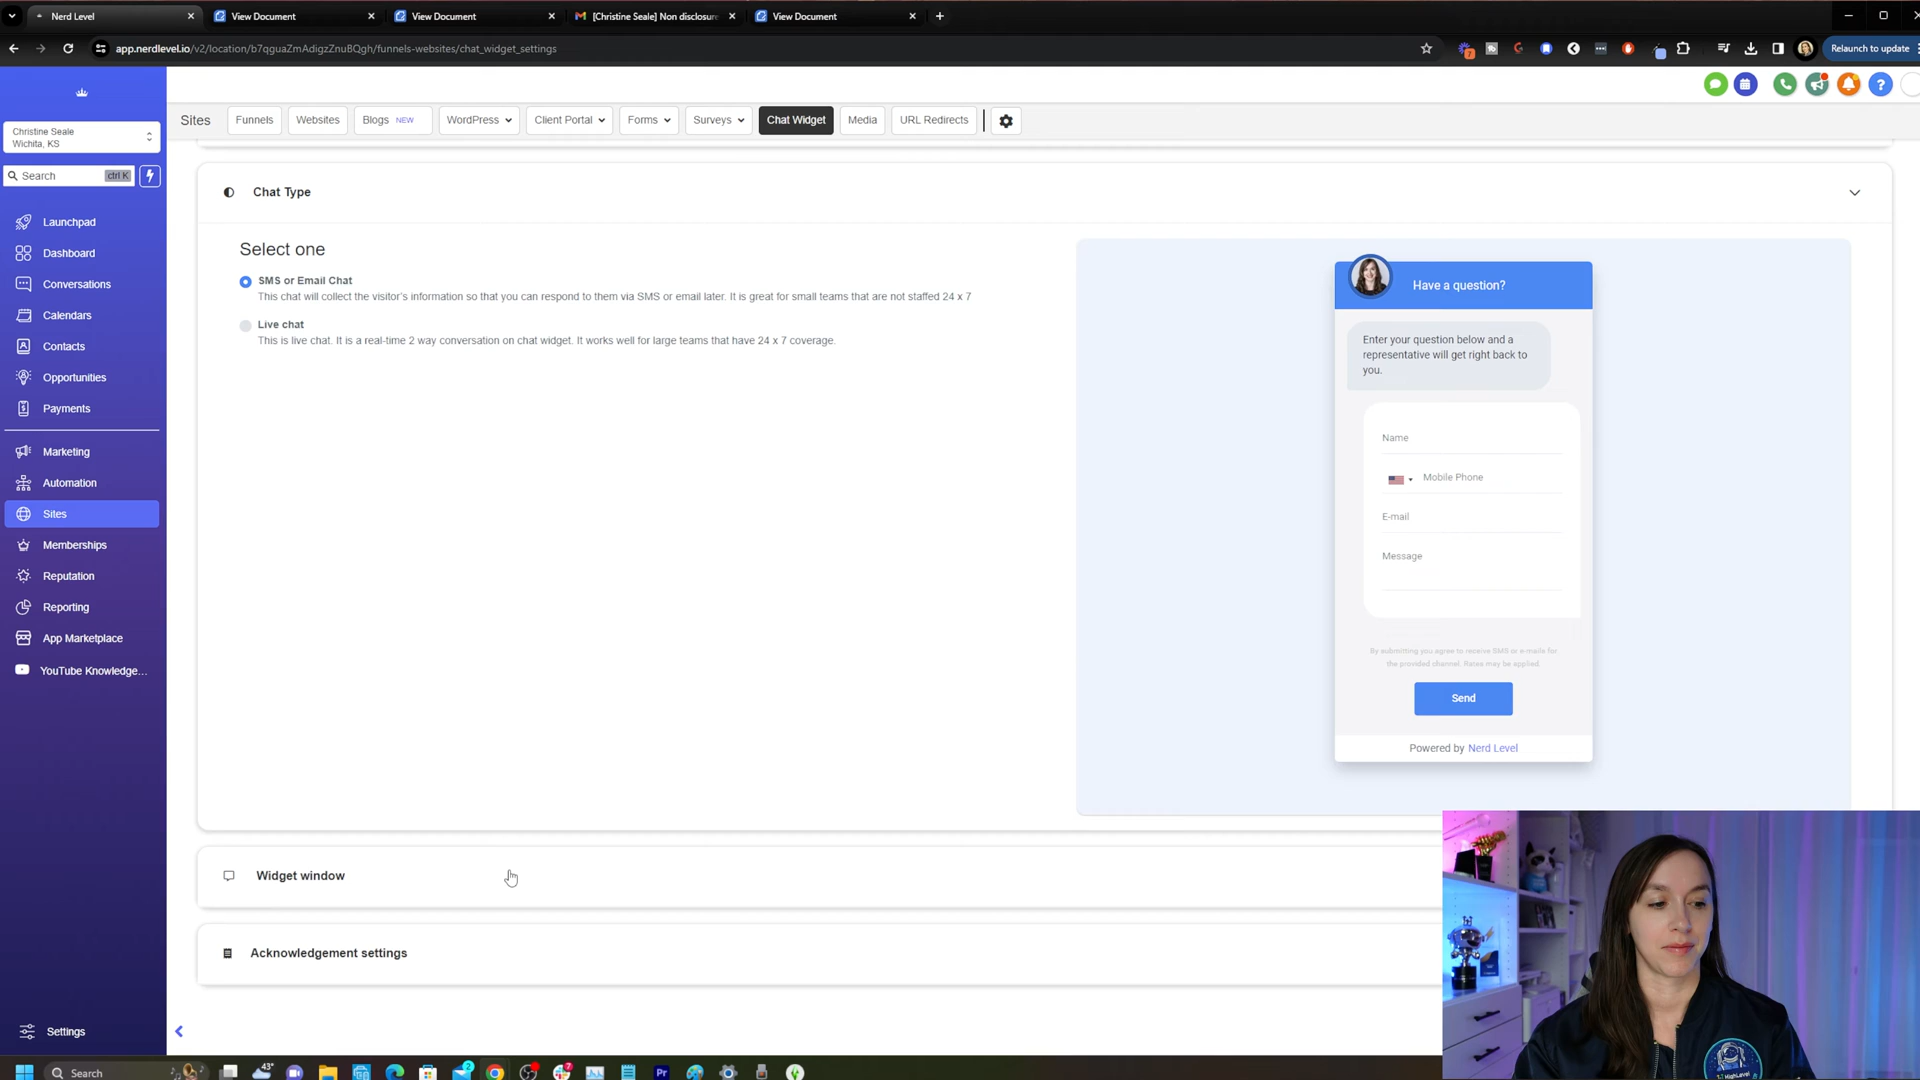 Nerd Level
View Document
View Document
[Christine Seale] Non disclosure
View Document
app.nerdlevel.io/v2/location/b7qguaZmAdigzZnuBQgh/funnels-websites/chat_widget_settings
7
Relaunch to update
Christine Seale
Wichita, KS
Search
ctrl K
Launchpad
Dashboard
Conversations
Calendars
Contacts
Opportunities
Payments
Marketing
Automation
Sites
Memberships
Reputation
Reporting
App Marketplace
YouTube Knowledge...
Settings
Sites
Funnels
Websites
Blogs NEW
WordPress
Client Portal
Forms
Surveys
Chat Widget
Media
URL Redirects
Chat Type
Select one
SMS or Email Chat
This chat will collect the visitor's information so that you can respond to them via SMS or email later. It is great for small teams that are not staffed 24 x 7
Live chat
This is live chat. It is a real-time 2 way conversation on chat widget. It works well for large teams that have 24 x 7 coverage.
Have a question?
Enter your question below and a
representative will get right back to
you.
Name
Mobile Phone
E-mail
Message
By submitting you agree to receive SMS or e-mails for
the provided channel. Rates may be applied.
Send
Powered by Nerd Level
Widget window
Acknowledgement settings
Search
43°
2
7
Pr
HighLevel